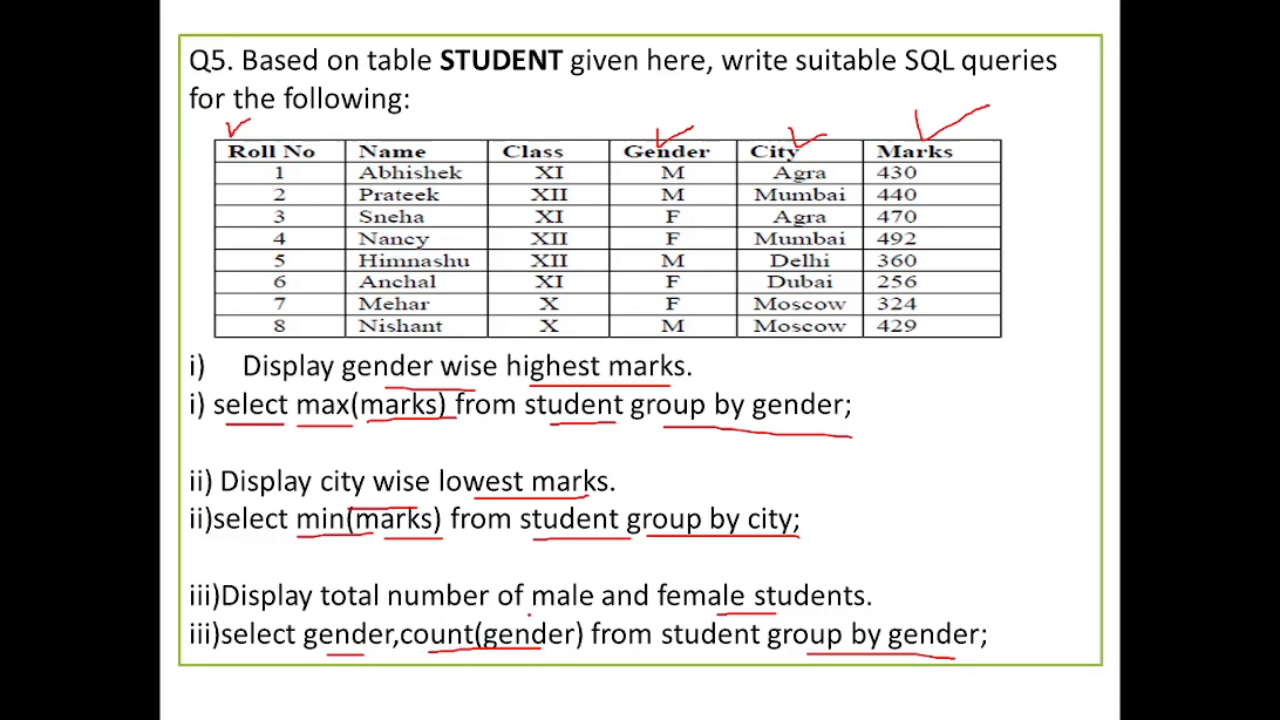 Q5. Based on table STUDENT given here, write suitable SQL queries
for the following:
Roll No Name Class Gender City Marks
1 Abhishek XI M Agra 430
2 Prateek XII M Mumbai 440
3 Sneha XI F Agra 470
4 Nancy XII F Mumbai 492
5 Himnashu XII M Delhi 360
6 Anchal XI F Dubai 256
7 Mehar X F Moscow 324
8 Nishant X M Moscow 429
i) Display gender wise highest marks.
i) select max(marks) from student group by gender;
ii) Display city wise lowest marks.
ii)select min(marks) from student group by city;
iii)Display total number of male and female students.
iii)select gender,count(gender) from student group by gender;